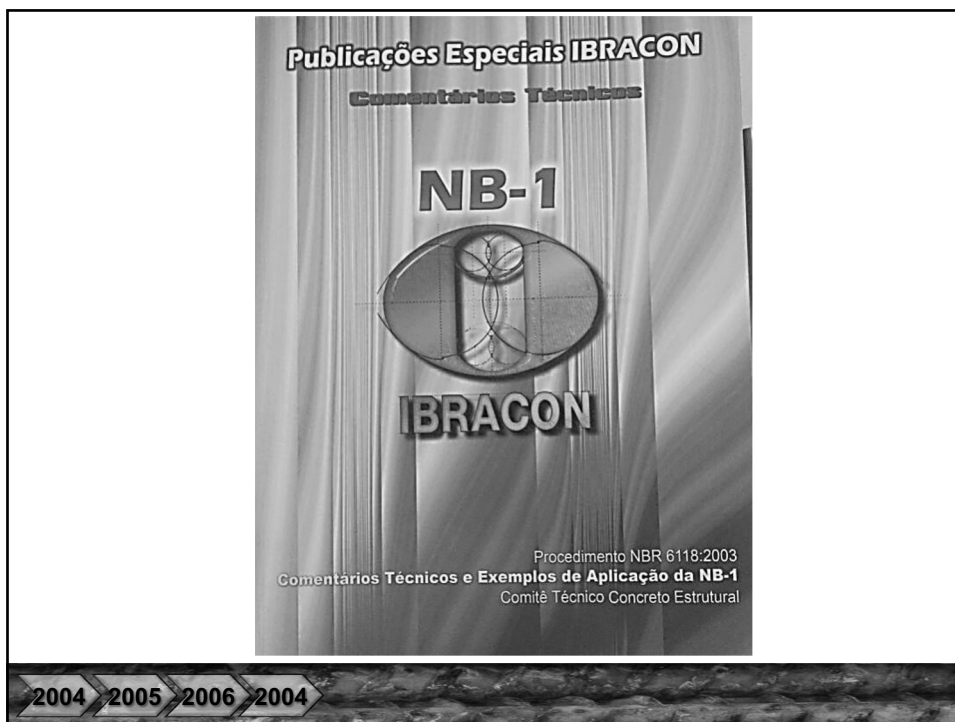 Publicações Especiais IBRACON
Comentários Técnicos
NB-1
IBRACON
Procedimento NBR 6118:2003
Comentários Técnicos e Exemplos de Aplicação da NB-1
Comitê Técnico Concreto Estrutural
2004 2005 2006 2004